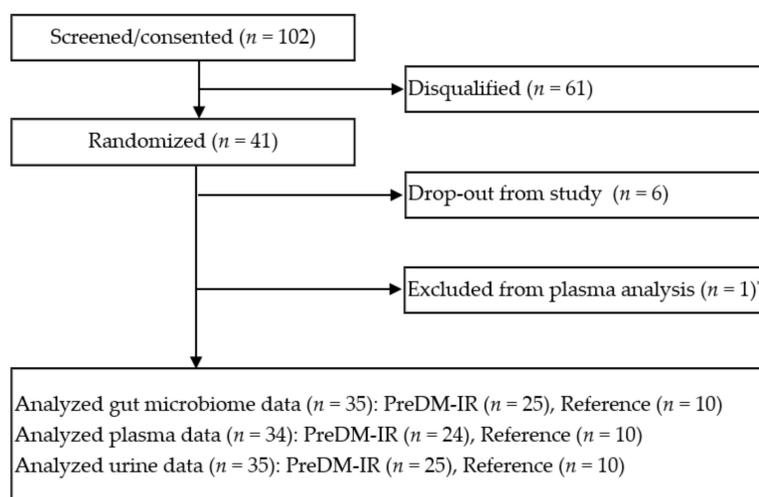 Screened/consented (n = 102)
Disqualified (n = 61)
Randomized (n = 41)
Drop-out from study (n = 6)
Excluded from plasma analysis (n = 1)
Analyzed gut microbiome data (n = 35): PreDM-IR (n = 25), Reference (n = 10)
Analyzed plasma data (n = 34): PreDM-IR (n = 24), Reference (n = 10)
Analyzed urine data (n = 35): PreDM-IR (n = 25), Reference (n = 10)